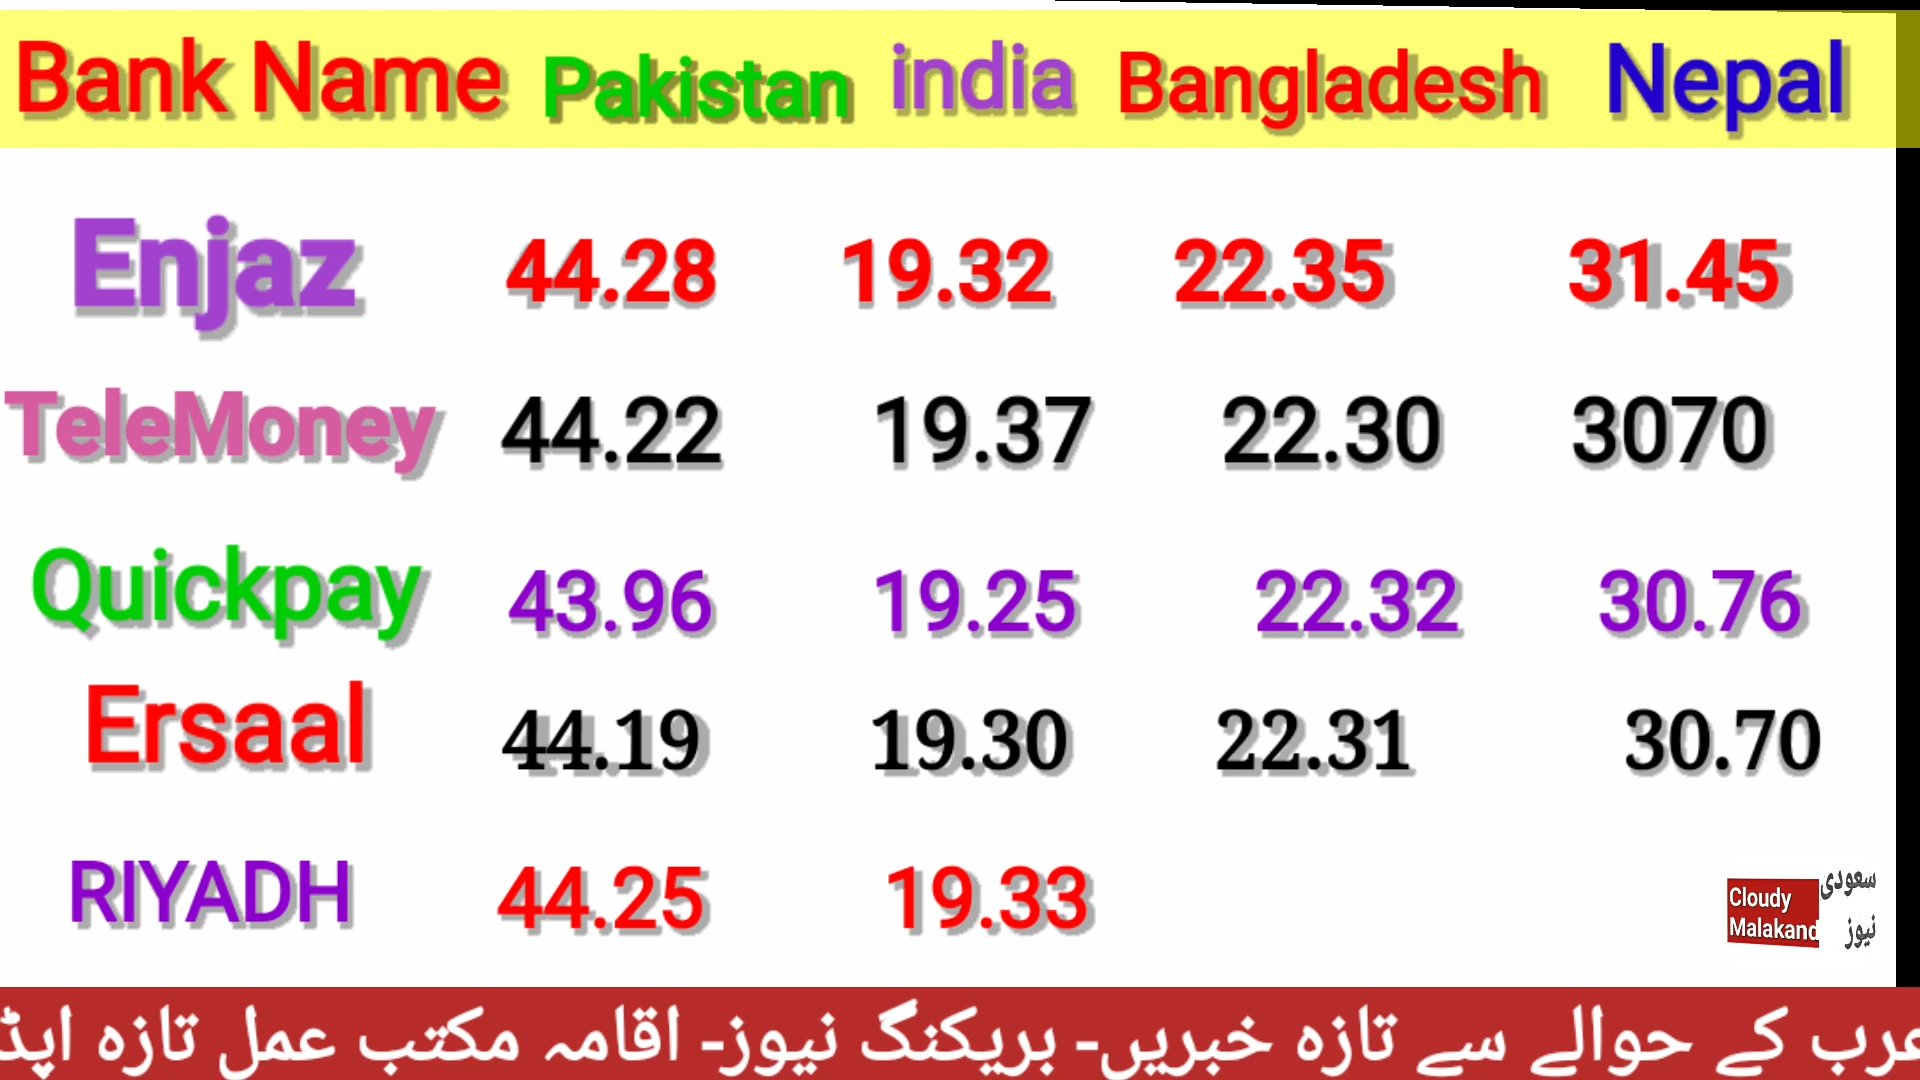 Bank Name Pakistan india Bangladesh Nepal
Enjaz 44.28 19.32 22.35 31.45
TeleMoney 44.22 19.37 22.30 3070
Quickpay 43.96 19.25 22.32 30.76
Ersaal 44.19 19.30 22.31 30.70
RIYADH 44.25 19.33
Cloudy
Malakand
سعودی
نیوز
عرب کے حوالے سے تازہ خبریں- بریکنگ نیوز- اقامہ مکتب عمل تازہ